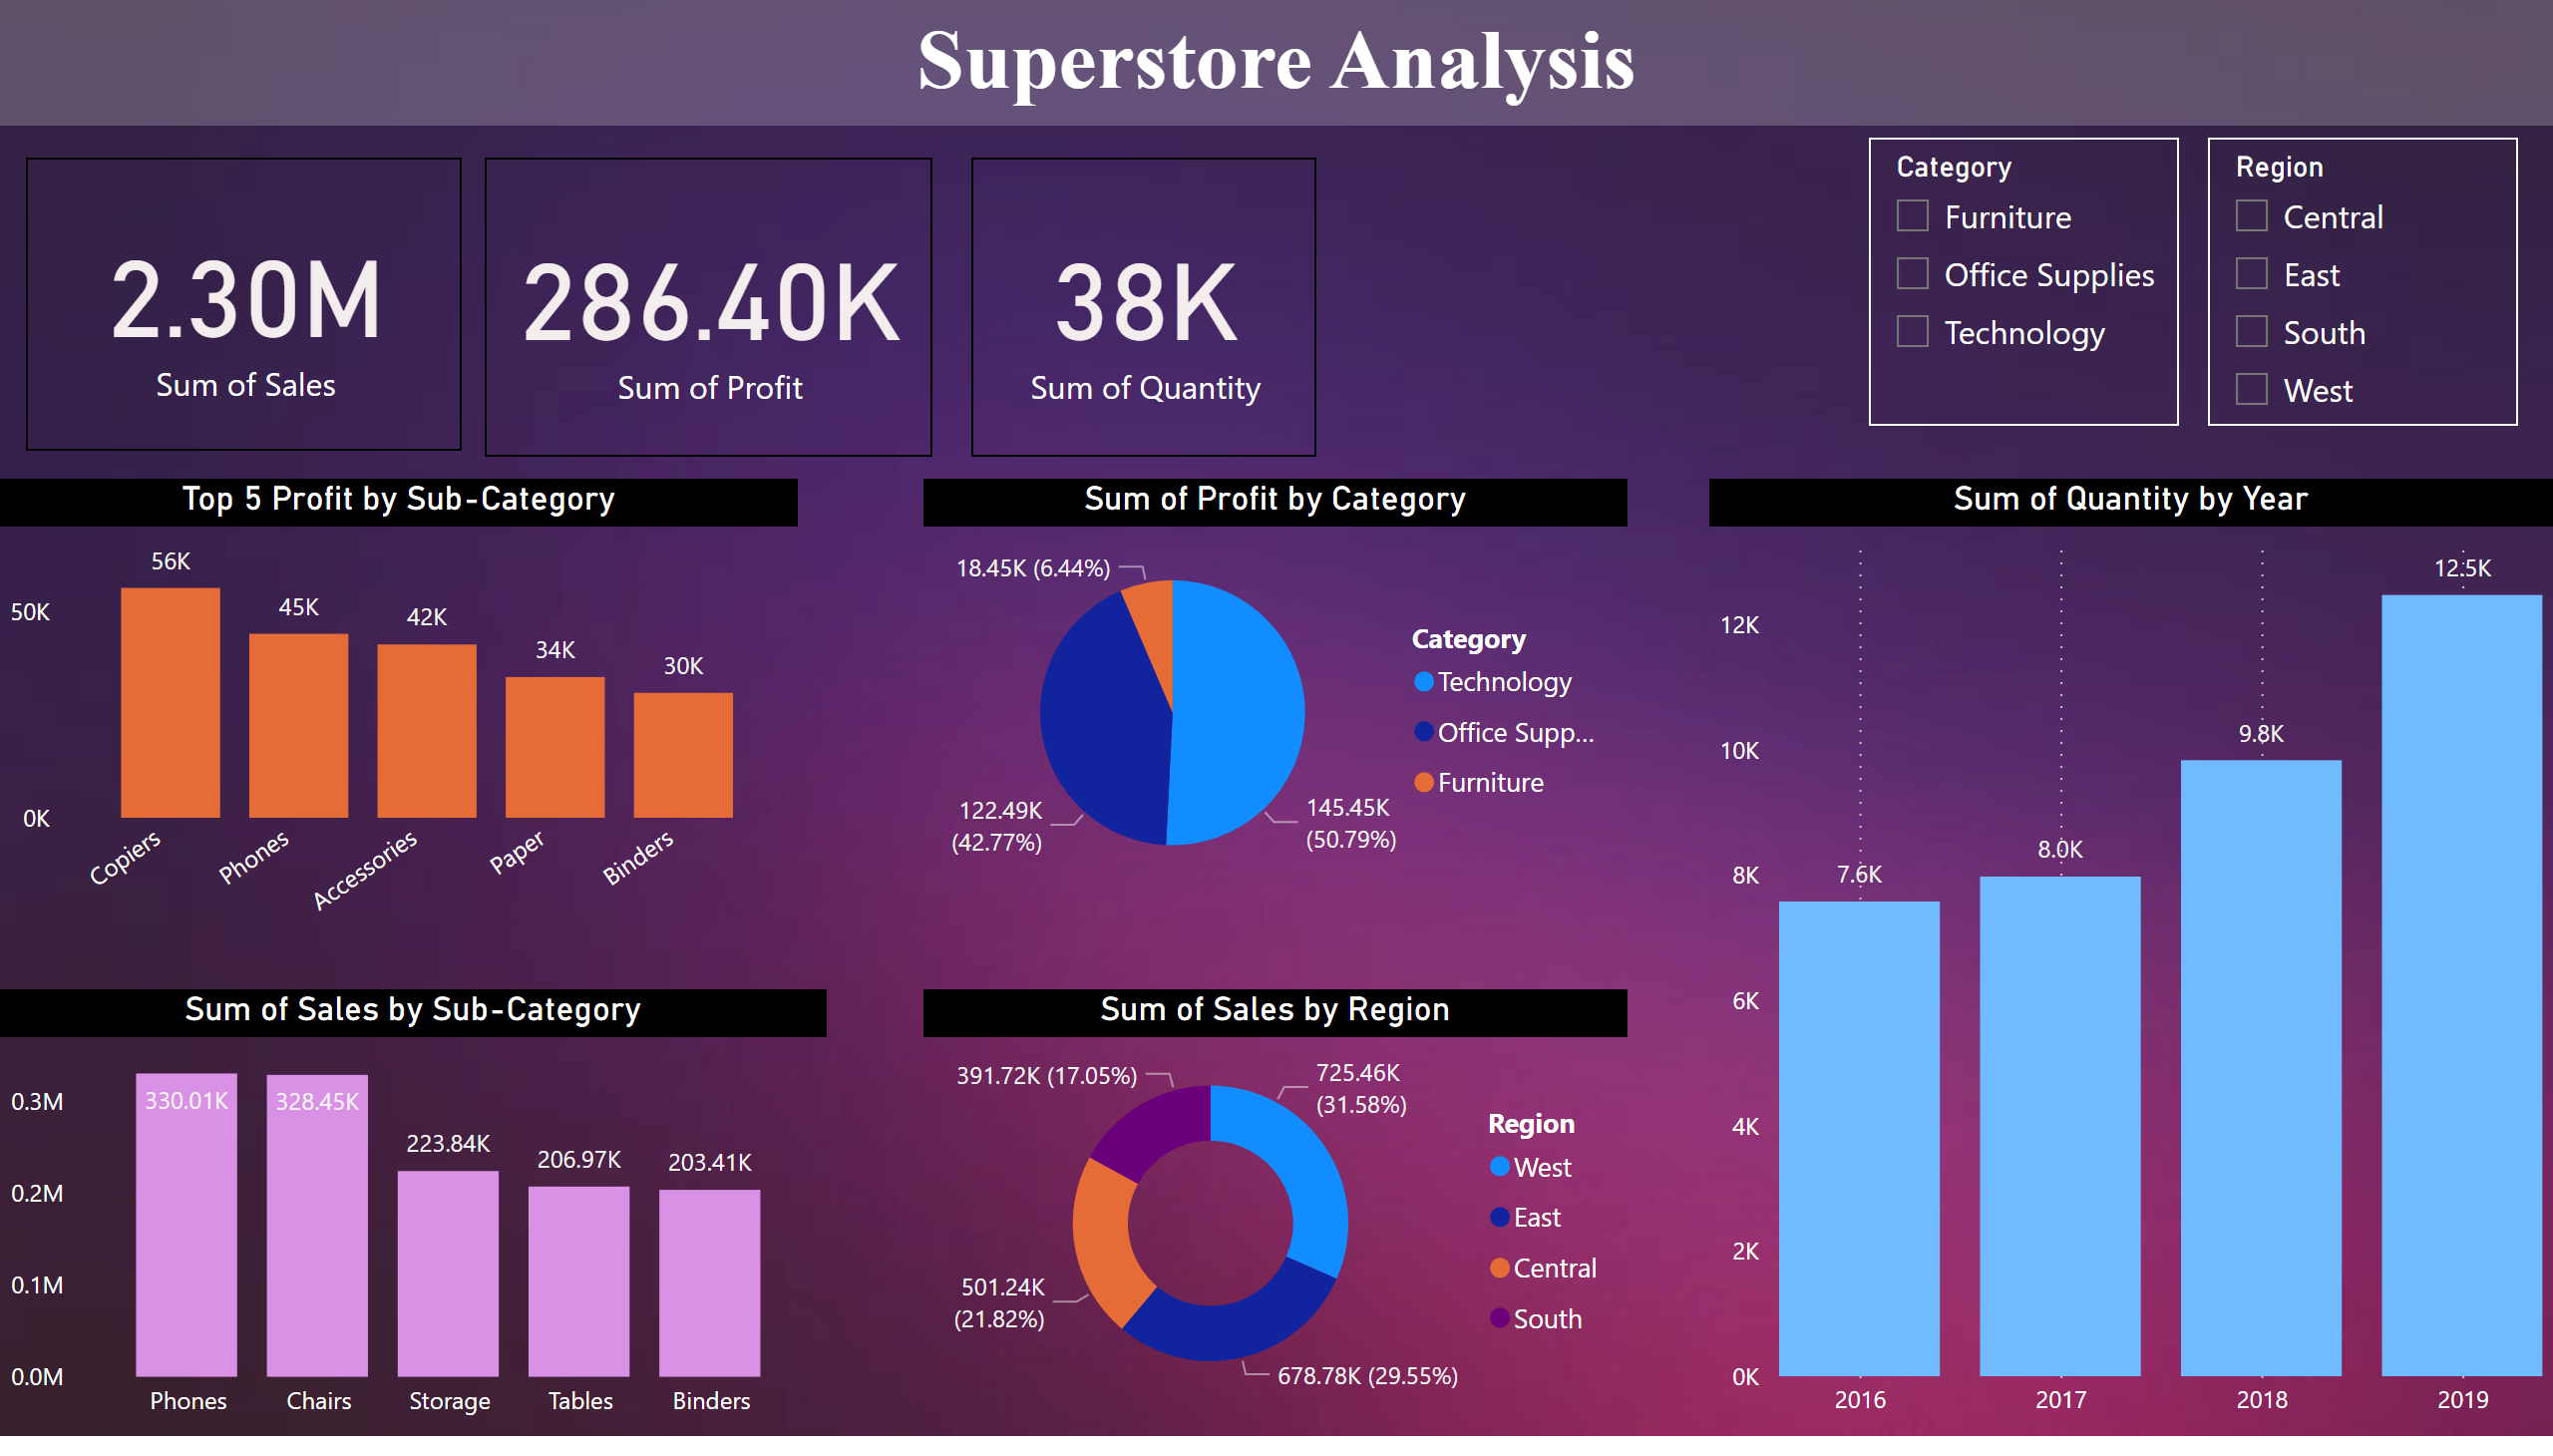 Superstore Analysis
2.30M
Sum of Sales
286.40K
Sum of Profit
38K
Sum of Quantity
Category
Furniture
Office Supplies
Technology
Region
Central
East
South
West
Top 5 Profit by Sub-Category
50K
0K
56K
45K
42K
34K
30K
Copiers
Phones
Accessories
Paper
Binders
Sum of Profit by Category
18.45K (6.44%)
122.49K
(42.77%)
145.45K
(50.79%)
Category
Technology
Office Supp...
Furniture
Sum of Quantity by Year
12K
10K
8K
6K
4K
2K
0K
7.6K
8.0K
9.8K
12.5K
2016
2017
2018
2019
Sum of Sales by Sub-Category
0.3M
0.2M
0.1M
0.0M
330.01K
328.45K
223.84K
206.97K
203.41K
Phones
Chairs
Storage
Tables
Binders
Sum of Sales by Region
391.72K (17.05%)
725.46K
(31.58%)
501.24K
(21.82%)
678.78K (29.55%)
Region
West
East
Central
South